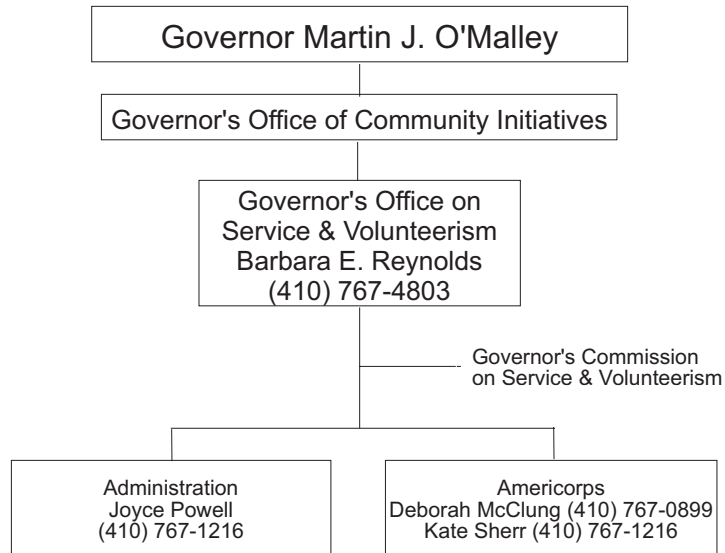 Governor Martin J. O'Malley
Governor's Office of Community Initiatives
Governor's Office on
Service & Volunteerism
Barbara E. Reynolds
(410) 767-4803
Governor's Commission
on Service & Volunteerism
Administration
Joyce Powell
(410) 767-1216
Americorps
Deborah McClung (410) 767-0899
Kate Sherr (410) 767-1216